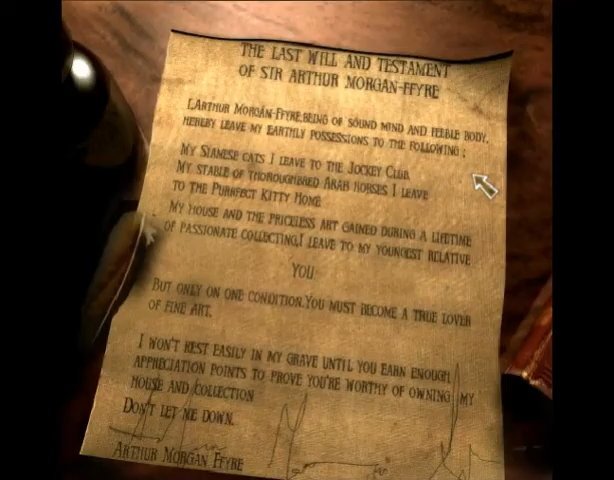 THE LAST WILL AND TESTAMENT
OF SIR ARTHUR MORGAN-FFYRE
I, ARTHUR MORGAN-FFYRE, BEING OF SOUND MIND AND FEEBLE BODY,
HEREBY LEAVE MY EARTHLY POSSESSIONS TO THE FOLLOWING :
MY SIAMESE CATS I LEAVE TO THE JOCKEY CLUB
MY STABLE OF THOROUGHBRED ARAB HORSES I LEAVE
TO THE PURRFECT KITTY HOME
MY HOUSE AND THE PRICELESS ART GAINED DURING A LIFETIME
OF PASSIONATE COLLECTING, I LEAVE TO MY YOUNGEST RELATIVE
YOU
BUT ONLY ON ONE CONDITION. YOU MUST BECOME A TRUE LOVER
OF FINE ART.
I WON'T REST EASILY IN MY GRAVE UNTIL YOU EARN ENOUGH
APPRECIATION POINTS TO PROVE YOU'RE WORTHY OF OWNING MY
HOUSE AND COLLECTION
DON'T LET ME DOWN.
ARTHUR MORGAN FFYRE